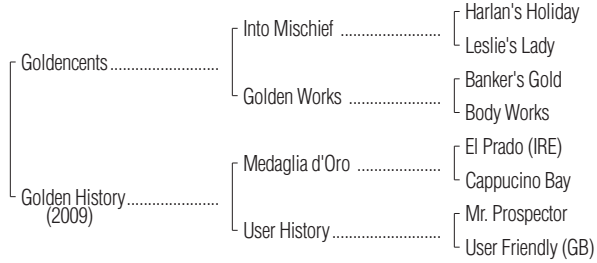 Harlan's Holiday
Into Mischief ....................
Leslie's Lady
Goldencents ......................
Banker's Gold
Golden Works ...................
Body Works
El Prado (IRE)
Medaglia d'Oro .................
Cappucino Bay
Golden History ...................
(2009)
Mr. Prospector
User History ......................
User Friendly (GB)